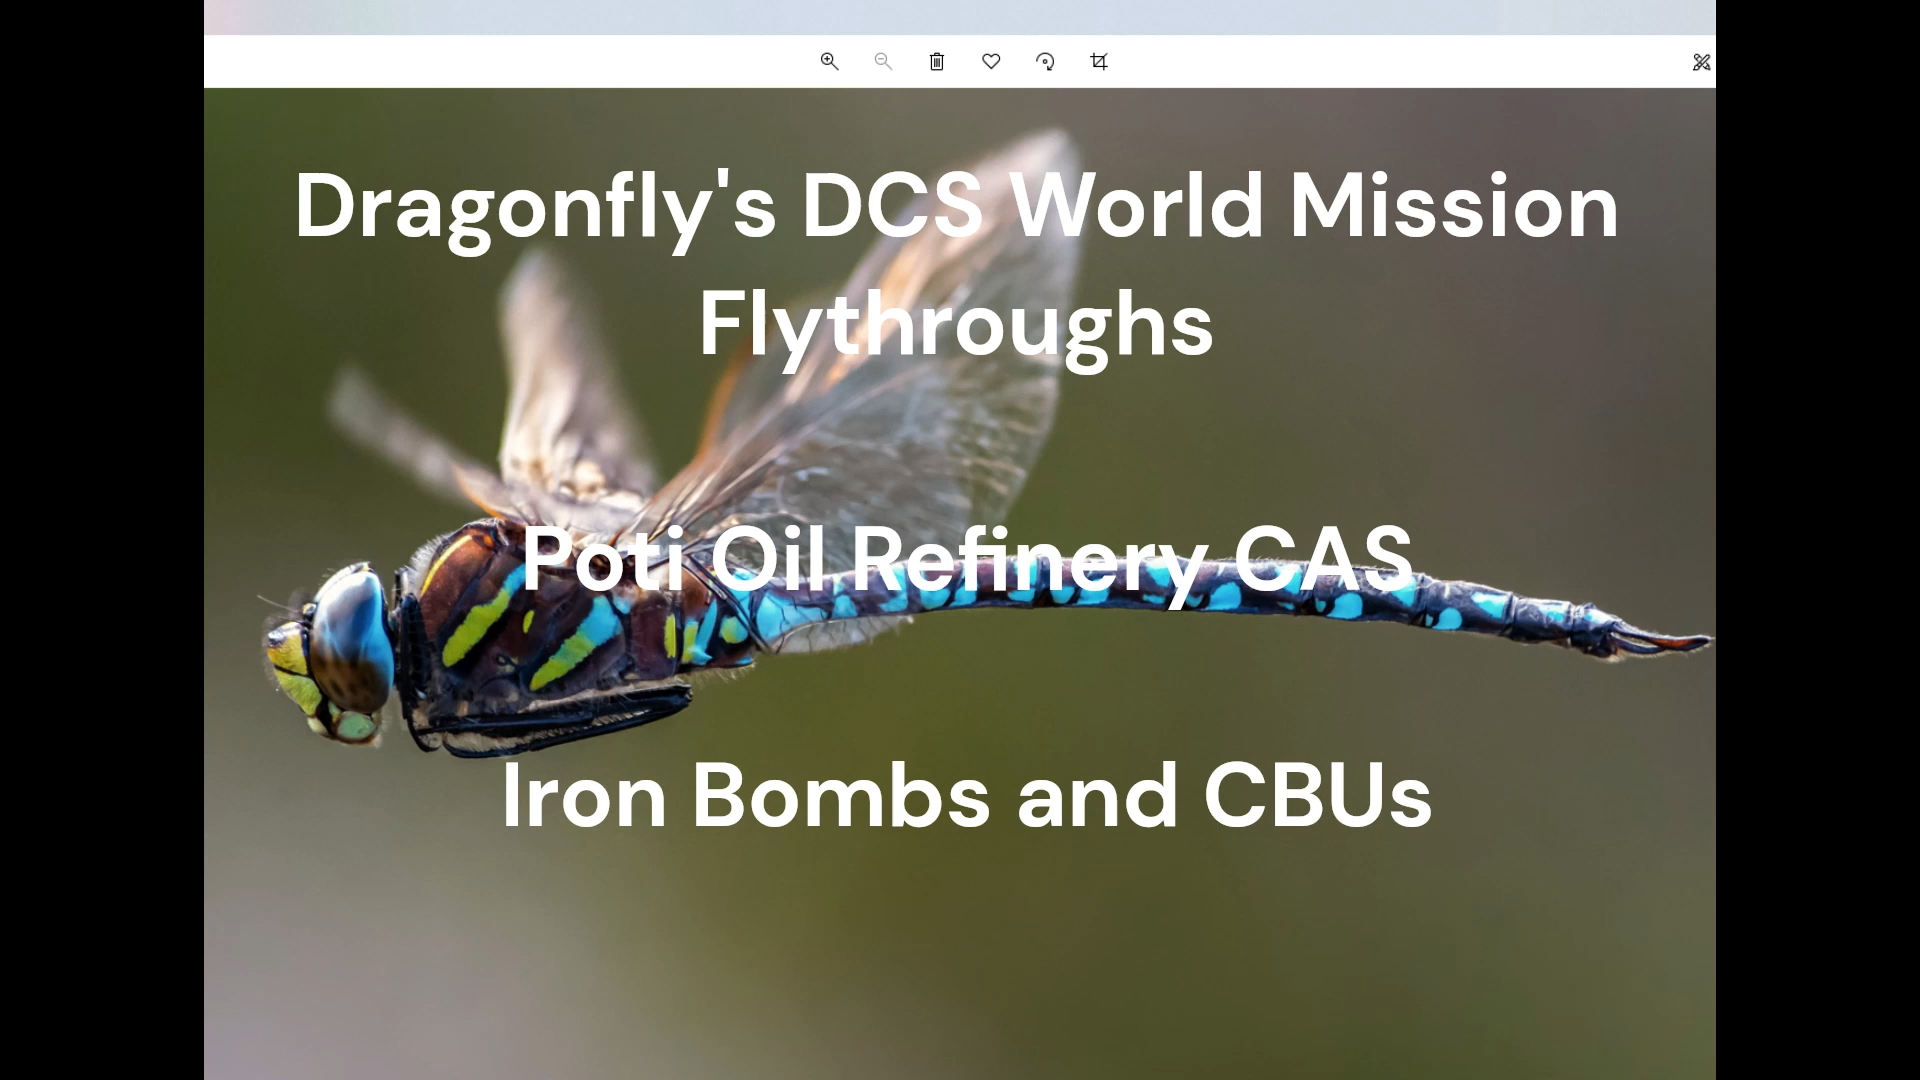 Dragonfly's DCS World Mission
Flythroughs
Poti Oil Refinery CAS
Iron Bombs and CBUs